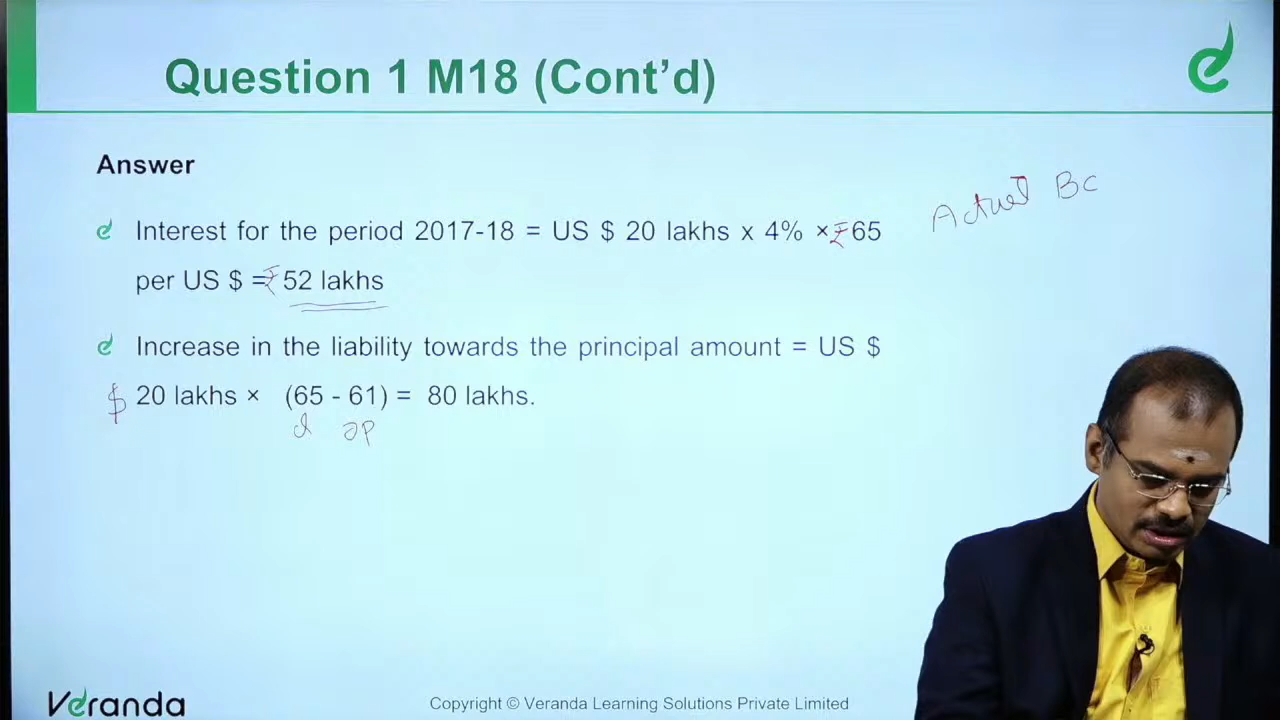 Question 1 M18 (Cont’d)
Answer
Interest for the period 2017-18 = US $ 20 lakhs x 4% ×₹65
per US $ =₹ 52 lakhs
Actual BC
Increase in the liability towards the principal amount = US $
$ 20 lakhs × (65 - 61) = 80 lakhs.
cl op
Veranda
Copyright © Veranda Learning Solutions Private Limited